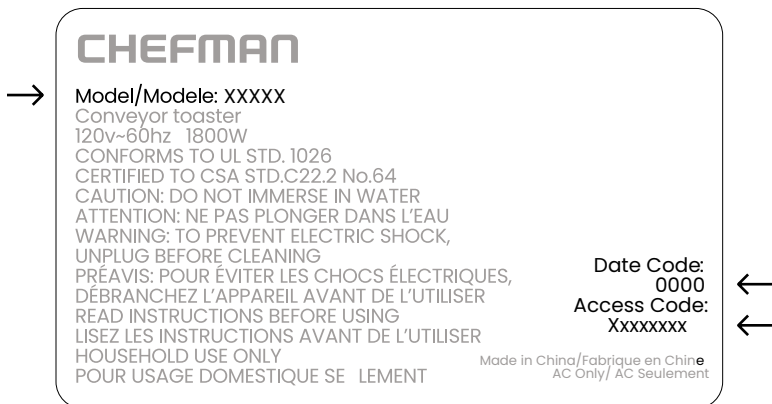 CHEFMAN
Model/Modele: XXXXX
Conveyor toaster
120v~60hz 1800W
CONFORMS TO UL STD. 1026
CERTIFIED TO CSA STD.C22.2 No.64
CAUTION: DO NOT IMMERSE IN WATER
ATTENTION: NE PAS PLONGER DANS L’EAU
WARNING: TO PREVENT ELECTRIC SHOCK,
UNPLUG BEFORE CLEANING
PRÉAVIS: POUR ÉVITER LES CHOCS ÉLECTRIQUES,
DÉBRANCHEZ L’APPAREIL AVANT DE L’UTILISER
READ INSTRUCTIONS BEFORE USING
LISEZ LES INSTRUCTIONS AVANT DE L’UTILISER
HOUSEHOLD USE ONLY
POUR USAGE DOMESTIQUE SE LEMENT
Date Code:
0000
Access Code:
Xxxxxxxx
Made in China/Fabrique en Chine
AC Only/ AC Seulement